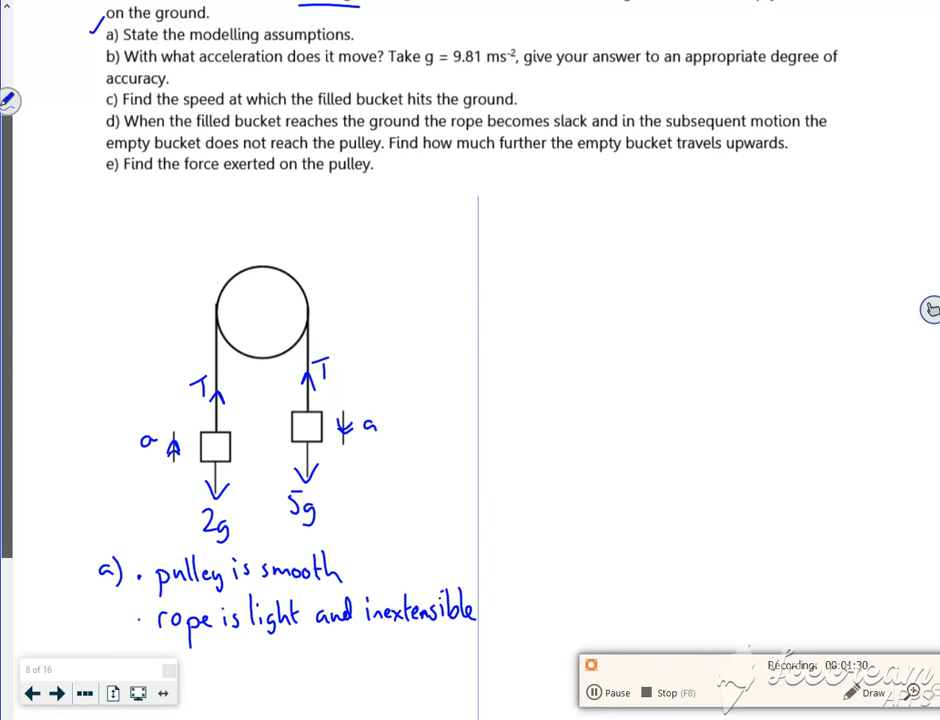 on the ground.
a) State the modelling assumptions.
b) With what acceleration does it move? Take g = 9.81 ms⁻², give your answer to an appropriate degree of
accuracy.
c) Find the speed at which the filled bucket hits the ground.
d) When the filled bucket reaches the ground the rope becomes slack and in the subsequent motion the
empty bucket does not reach the pulley. Find how much further the empty bucket travels upwards.
e) Find the force exerted on the pulley.
T
T
a
a
2g
5g
a) . pulley is smooth
. rope is light and inextensible
8 of 16
Recording: 00:01:30
Pause
Stop (F8)
Draw
Icecream
APPS